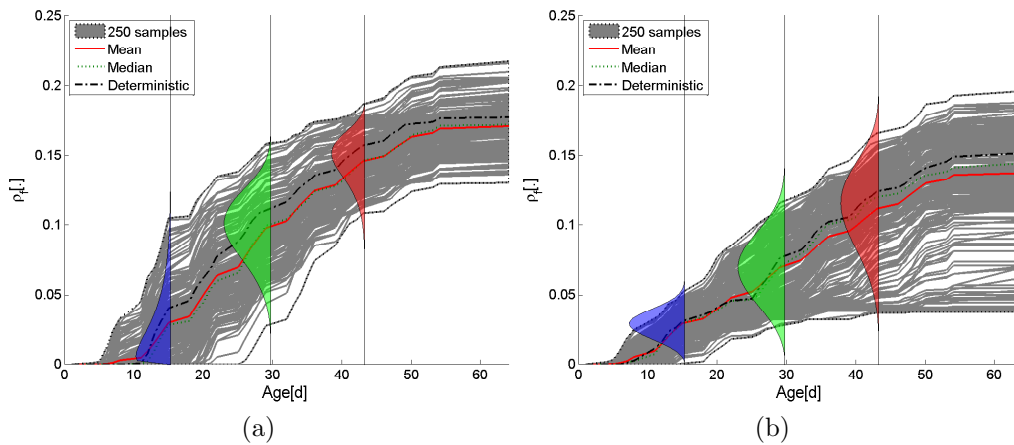 0.25
0.2
0.15
0.1
0.05
0
ρf[.]
250 samples
Mean
Median
Deterministic
0 10 20 30 40 50 60
Age[d]
(a)
0.25
0.2
0.15
0.1
0.05
0
ρf[.]
250 samples
Mean
Median
Deterministic
0 10 20 30 40 50 60
Age[d]
(b)